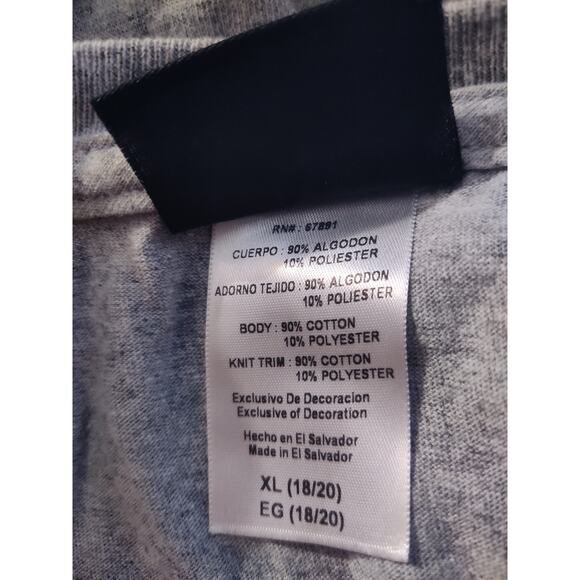 RN#: 67891
CUERPO : 90% ALGODON
10% POLIESTER
ADORNO TEJIDO : 90% ALGODON
10% POLIESTER
BODY : 90% COTTON
10% POLYESTER
KNIT TRIM : 90% COTTON
10% POLYESTER
Exclusivo De Decoracion
Exclusive of Decoration
Hecho en El Salvador
Made in El Salvador
XL (18/20)
EG (18/20)